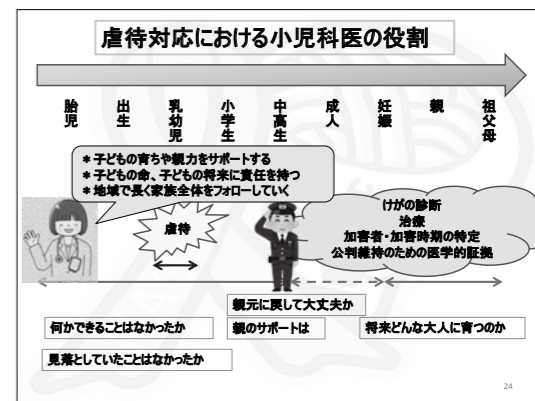 虐待対応における小児科医の役割
胎児
出生
乳幼児
小学生
中高生
成人
妊娠
親
祖父母
＊子どもの育ちや親力をサポートする
＊子どもの命、子どもの将来に責任を持つ
＊地域で長く家族全体をフォローしていく
虐待
けがの診断
治療
加害者・加害時期の特定
公判維持のための医学的証拠
親元に戻して大丈夫か
何かできることはなかったか
親のサポートは
将来どんな大人に育つのか
見落としていたことはなかったか
24